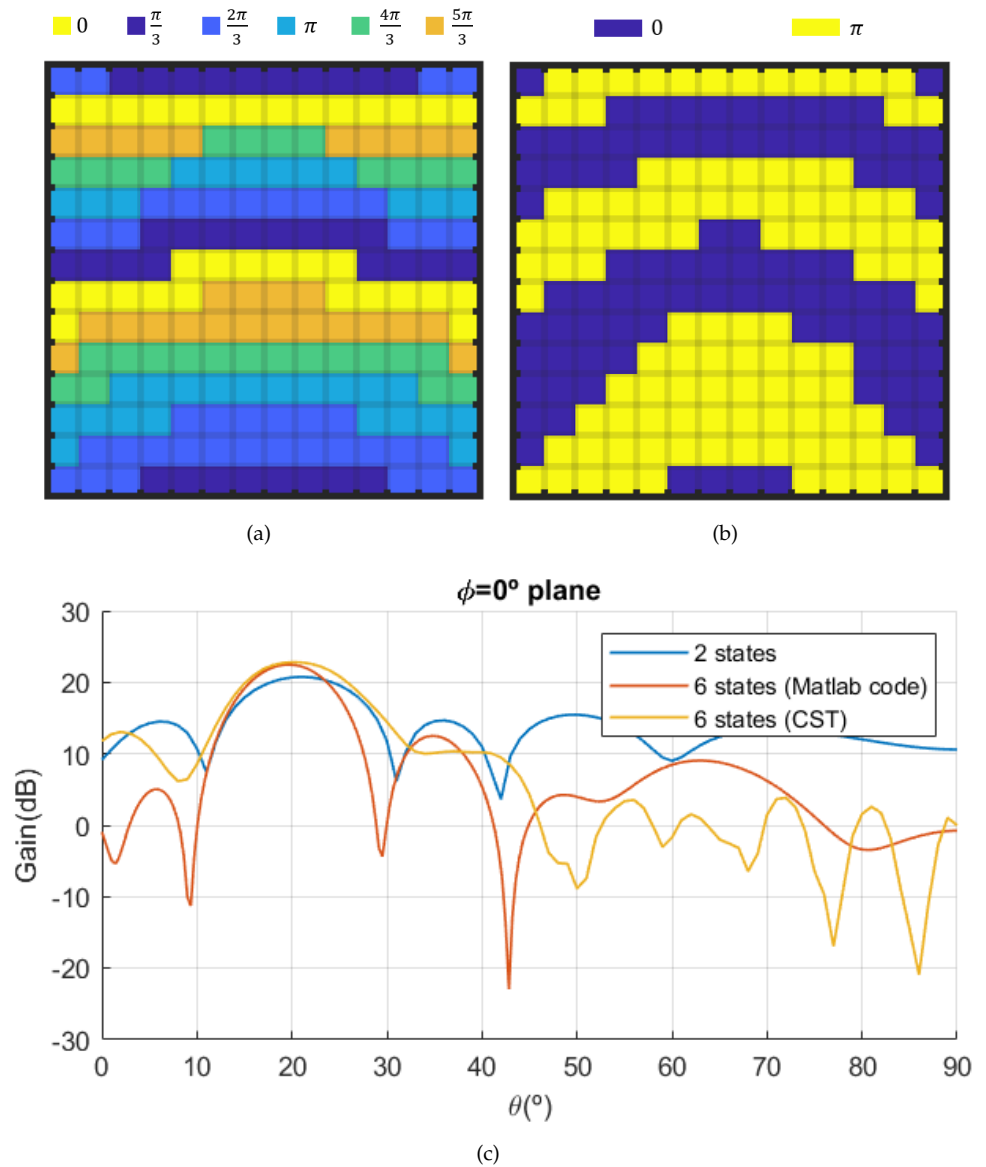 0 π/3 2π/3 π 4π/3 5π/3
0 π
(a) (b)
ϕ=0º plane
30
20
10
0
-10
-20
-30
Gain(dB)
2 states
6 states (Matlab code)
6 states (CST)
0 10 20 30 40 50 60 70 80 90
θ(º)
(c)